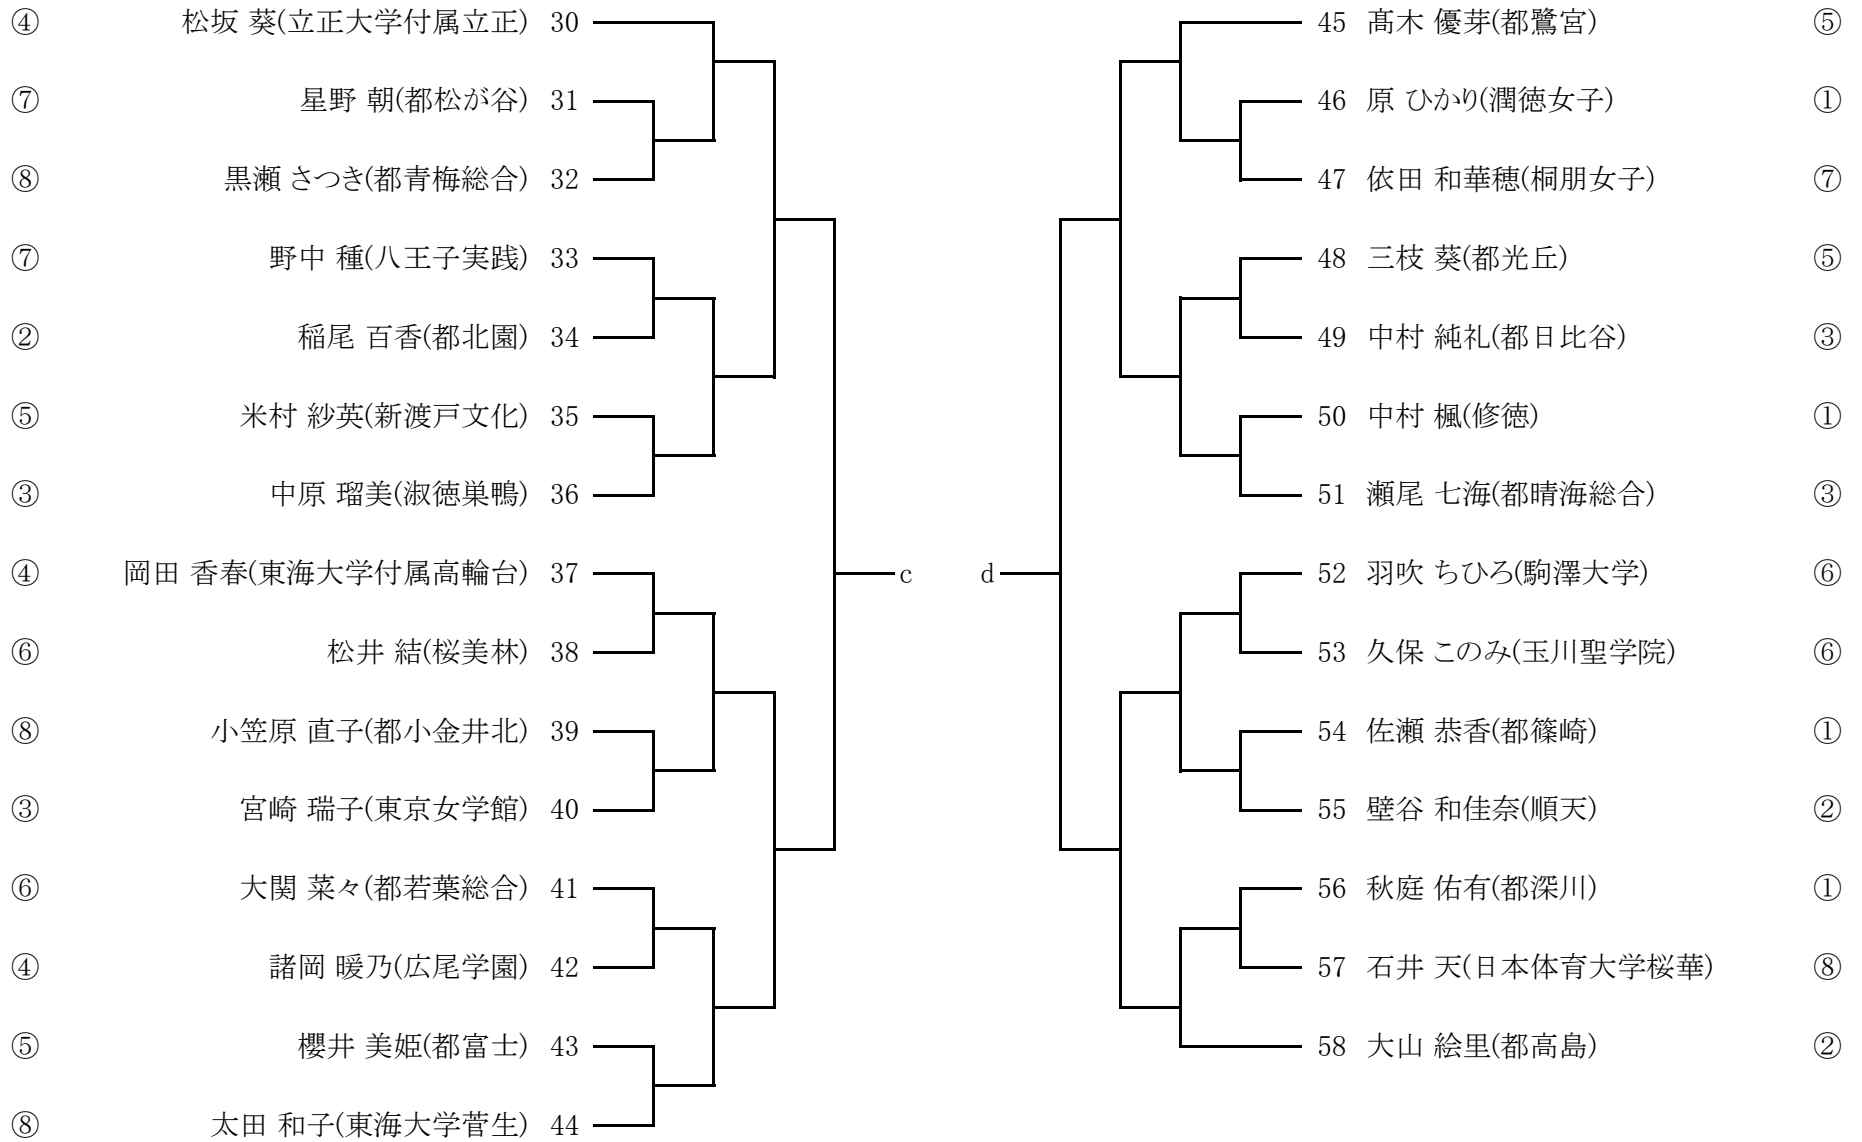 ④ 松坂 葵(立正大学付属立正) 30
⑦ 星野 朝(都松が谷) 31
⑧ 黒瀬 さつき(都青梅総合) 32
⑦ 野中 種(八王子実践) 33
② 稲尾 百香(都北園) 34
⑤ 米村 紗英(新渡戸文化) 35
③ 中原 瑠美(淑徳巣鴨) 36
④ 岡田 香春(東海大学付属高輪台) 37
⑥ 松井 結(桜美林) 38
⑧ 小笠原 直子(都小金井北) 39
③ 宮崎 瑞子(東京女学館) 40
⑥ 大関 菜々(都若葉総合) 41
④ 諸岡 暖乃(広尾学園) 42
⑤ 櫻井 美姫(都富士) 43
⑧ 太田 和子(東海大学菅生) 44
c
d
45 髙木 優芽(都鷺宮) ⑤
46 原 ひかり(潤徳女子) ①
47 依田 和華穂(桐朋女子) ⑦
48 三枝 葵(都光丘) ⑤
49 中村 純礼(都日比谷) ③
50 中村 楓(修徳) ①
51 瀬尾 七海(都晴海総合) ③
52 羽吹 ちひろ(駒澤大学) ⑥
53 久保 このみ(玉川聖学院) ⑥
54 佐瀬 恭香(都篠崎) ①
55 壁谷 和佳奈(順天) ②
56 秋庭 佑有(都深川) ①
57 石井 天(日本体育大学桜華) ⑧
58 大山 絵里(都高島) ②